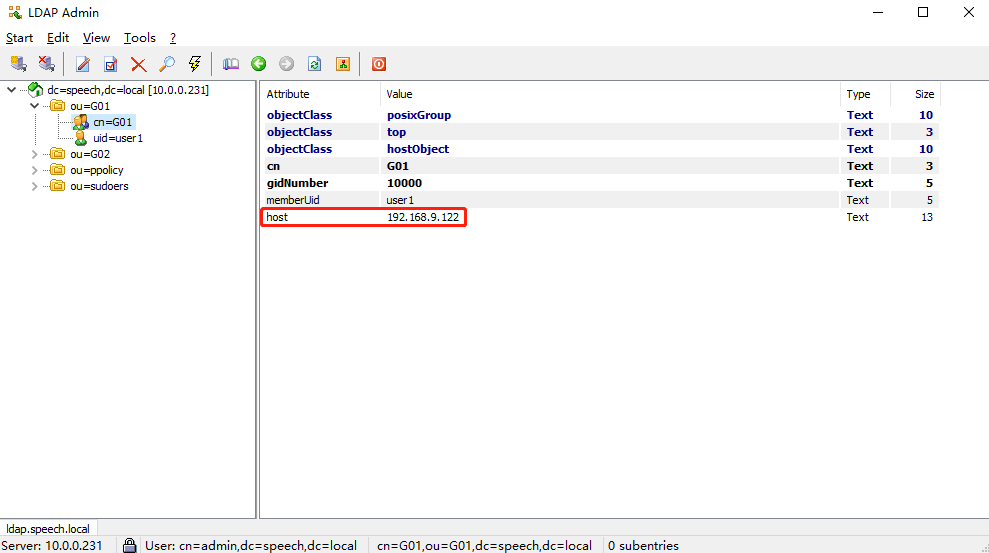 LDAP Admin
Start Edit View Tools ?
dc=speech,dc=local [10.0.0.231]
ou=G01
cn=G01
uid=user1
ou=G02
ou=ppolicy
ou=sudoers
Attribute Value Type Size
objectClass posixGroup Text 10
objectClass top Text 3
objectClass hostObject Text 10
cn G01 Text 3
gidNumber 10000 Text 5
memberUid user1 Text 5
host 192.168.9.122 Text 13
ldap.speech.local
Server: 10.0.0.231 User: cn=admin,dc=speech,dc=local cn=G01,ou=G01,dc=speech,dc=local 0 subentries